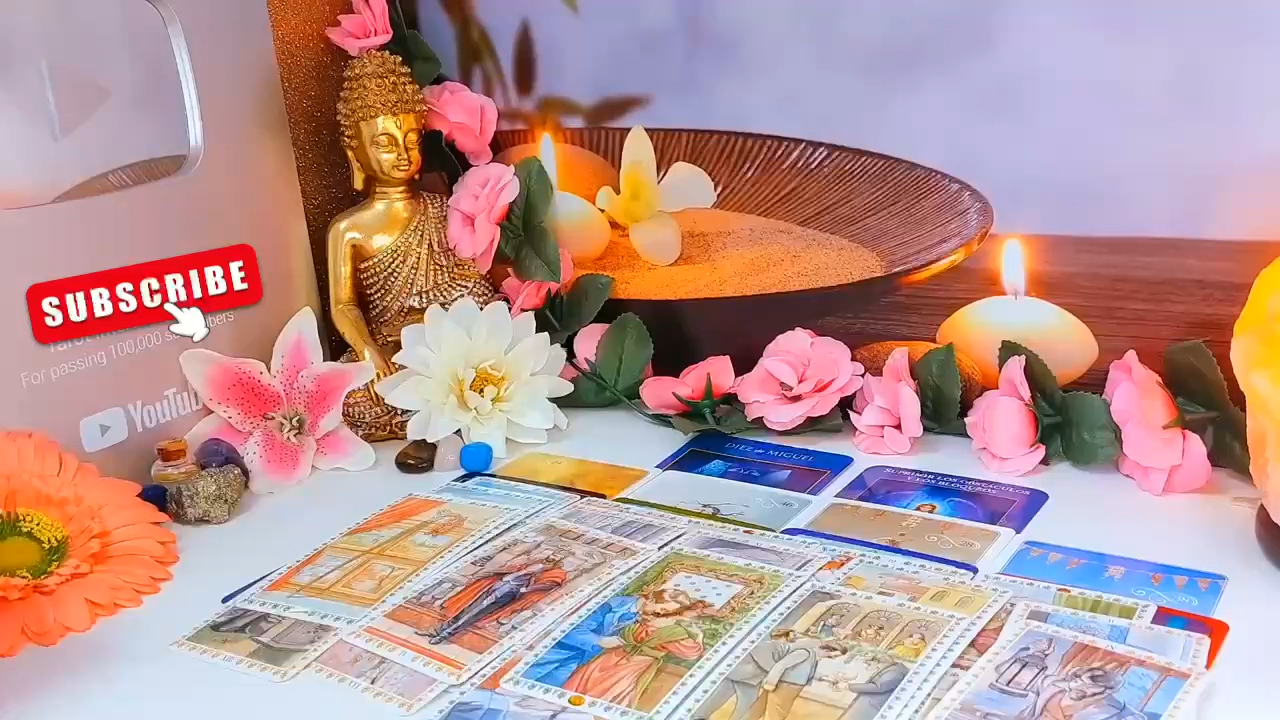 SUBSCRIBE
For passing 100,000 subscribers
YouTube
DIEZ de MIGUEL
SUPRIMIR LOS OBSTÁCULOS
Y LOS BLOQUEOS